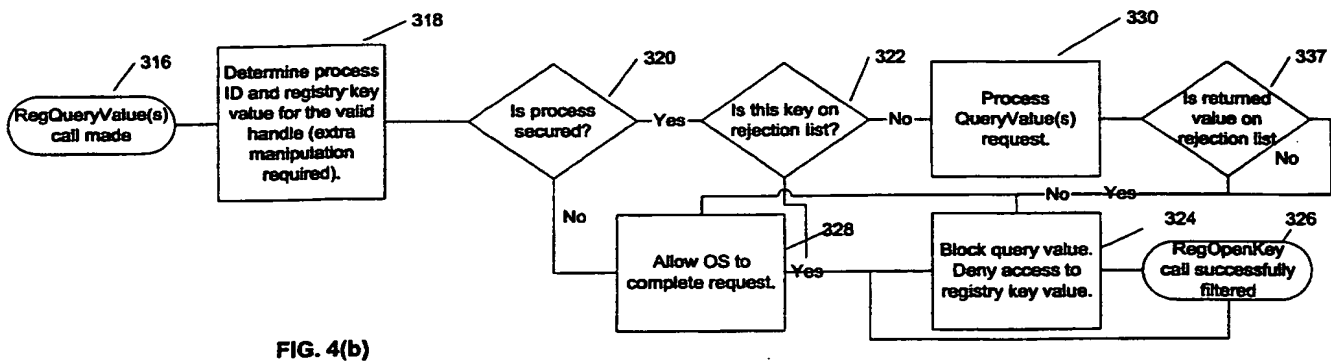 316
RegQueryValue(s)
call made
318
Determine process
ID and registry key
value for the valid
handle (extra
manipulation
required).
320
Is process
secured?
Yes
No
322
Is this key on
rejection list?
No
Yes
330
Process
QueryValue(s)
request.
337
Is returned
value on
rejection list
No
No
Yes
328
Allow OS to
complete request.
324
Block query value.
Deny access to
registry key value.
326
RegOpenKey
call successfully
filtered
FIG. 4(b)